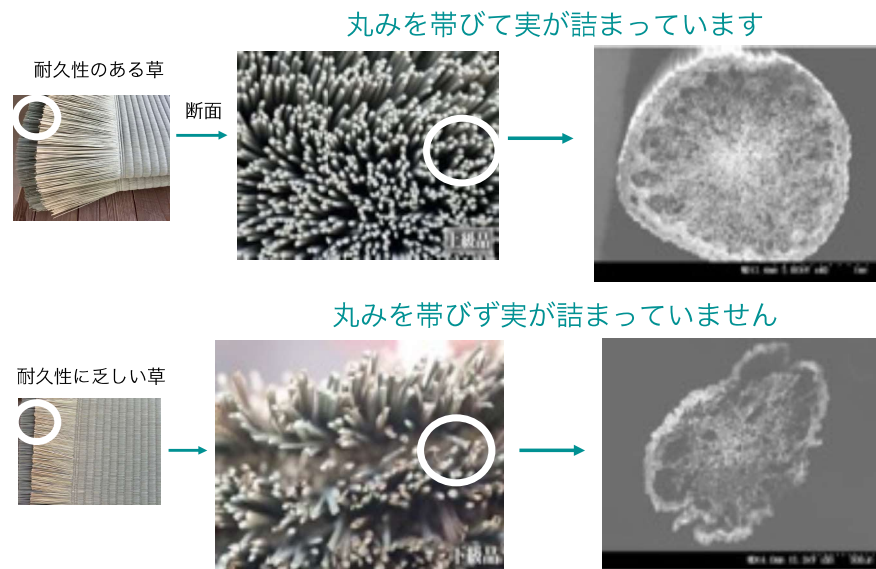 丸みを帯びて実が詰まっています
耐久性のある草
断面
上級品
丸みを帯びず実が詰まっていません
耐久性に乏しい草
下級品